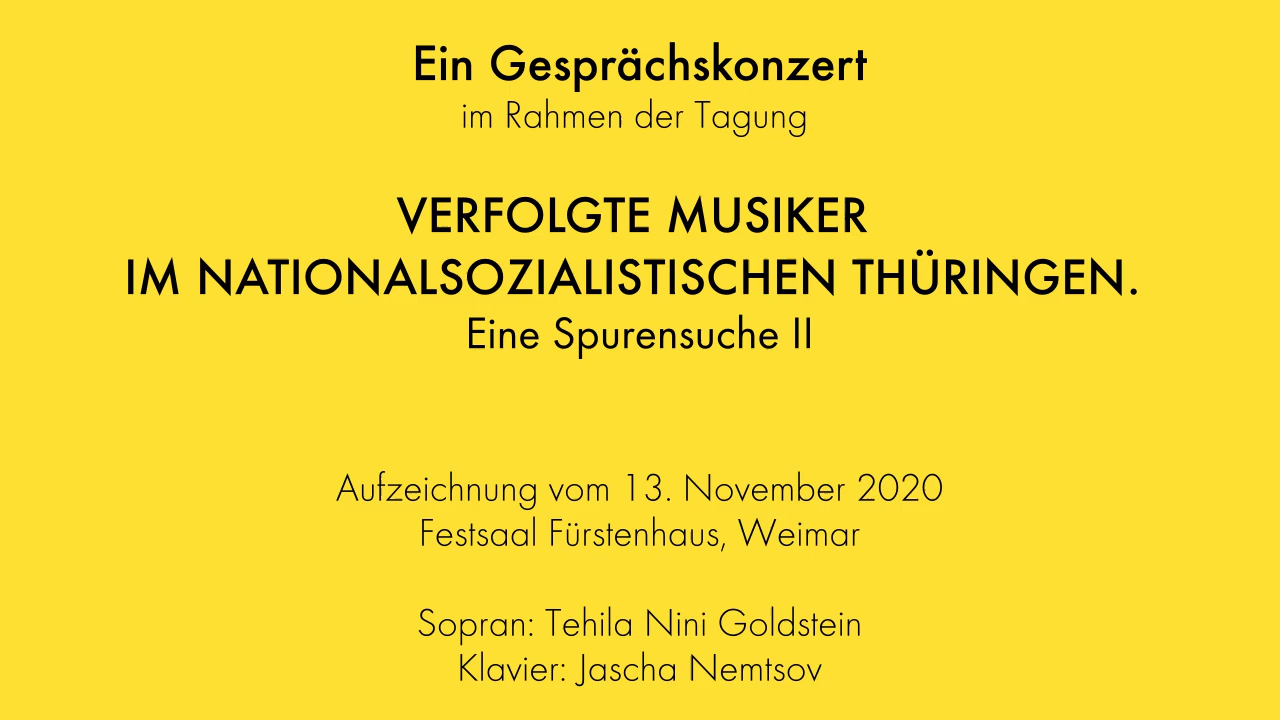 Ein Gesprächskonzert
im Rahmen der Tagung
VERFOLGTE MUSIKER
IM NATIONALSOZIALISTISCHEN THÜRINGEN.
Eine Spurensuche II
Aufzeichnung vom 13. November 2020
Festsaal Fürstenhaus, Weimar
Sopran: Tehila Nini Goldstein
Klavier: Jascha Nemtsov